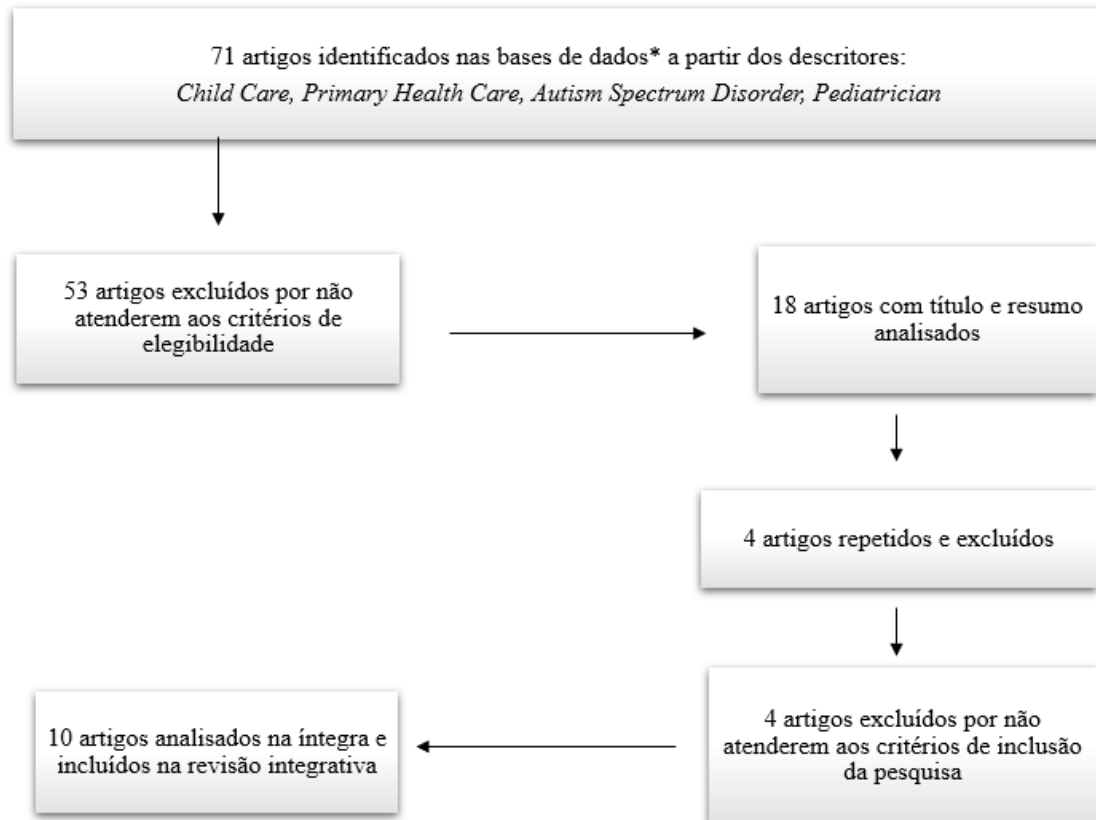 71 artigos identificados nas bases de dados* a partir dos descritores:
Child Care, Primary Health Care, Autism Spectrum Disorder, Pediatrician
53 artigos excluídos por não
atenderem aos critérios de
elegibilidade
18 artigos com título e resumo
analisados
4 artigos repetidos e excluídos
4 artigos excluídos por não
atenderem aos critérios de inclusão
da pesquisa
10 artigos analisados na íntegra e
incluídos na revisão integrativa